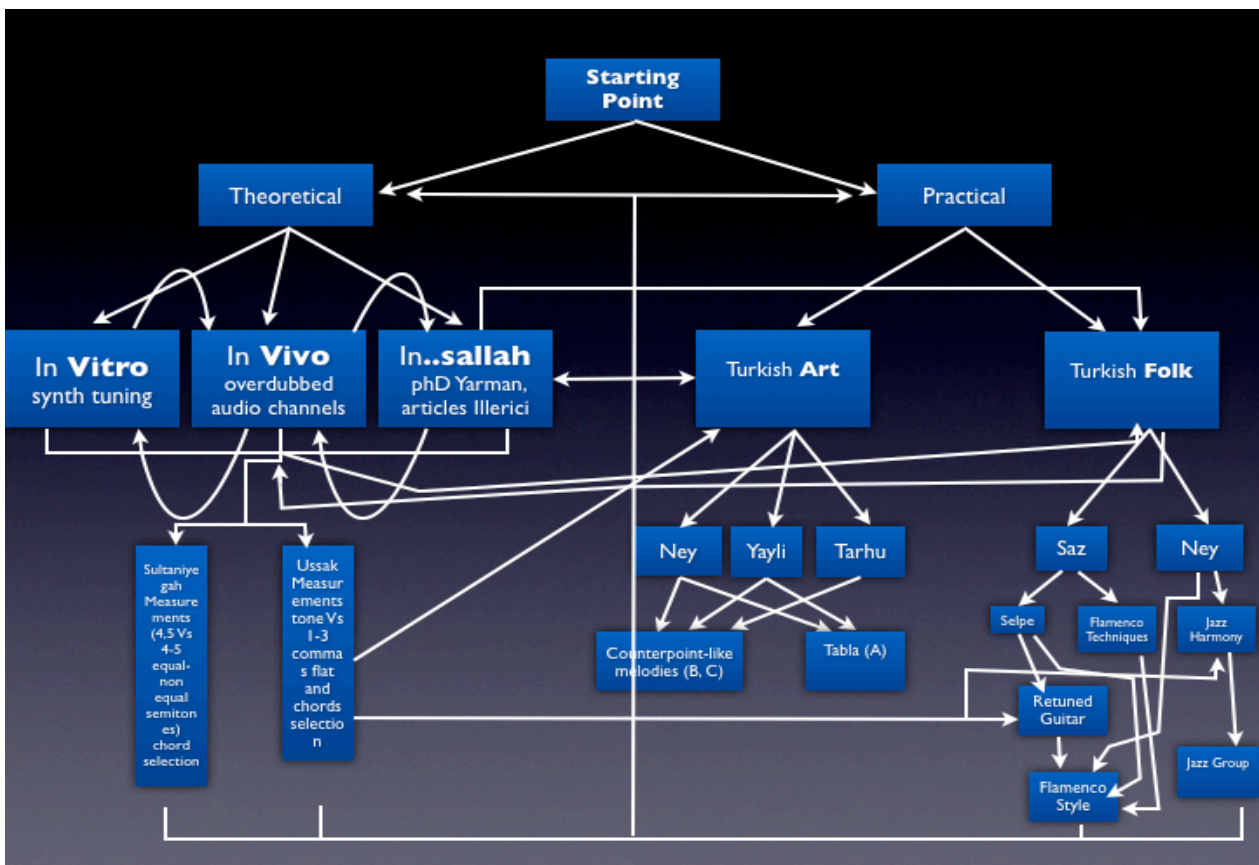 Starting
Point
Theoretical
Practical
In Vitro
synth tuning
In Vivo
overdubbed
audio channels
In..sallah
phD Yarman,
articles Illerici
Turkish Art
Turkish Folk
Ney
Yayli
Tarhu
Saz
Ney
Sultaniye
gah
Measure
ments
(4,5 Vs
4-5
equal-
non
equal
semiton
es)
chord
selection
Ussak
Measur
ements
tone Vs
1-3
comma
s flat
and
chords
selectio
n
Counterpoint-like
melodies (B, C)
Tabla (A)
Selpe
Flamenco
Techniques
Jazz
Harmony
Retuned
Guitar
Flamenco
Style
Jazz Group